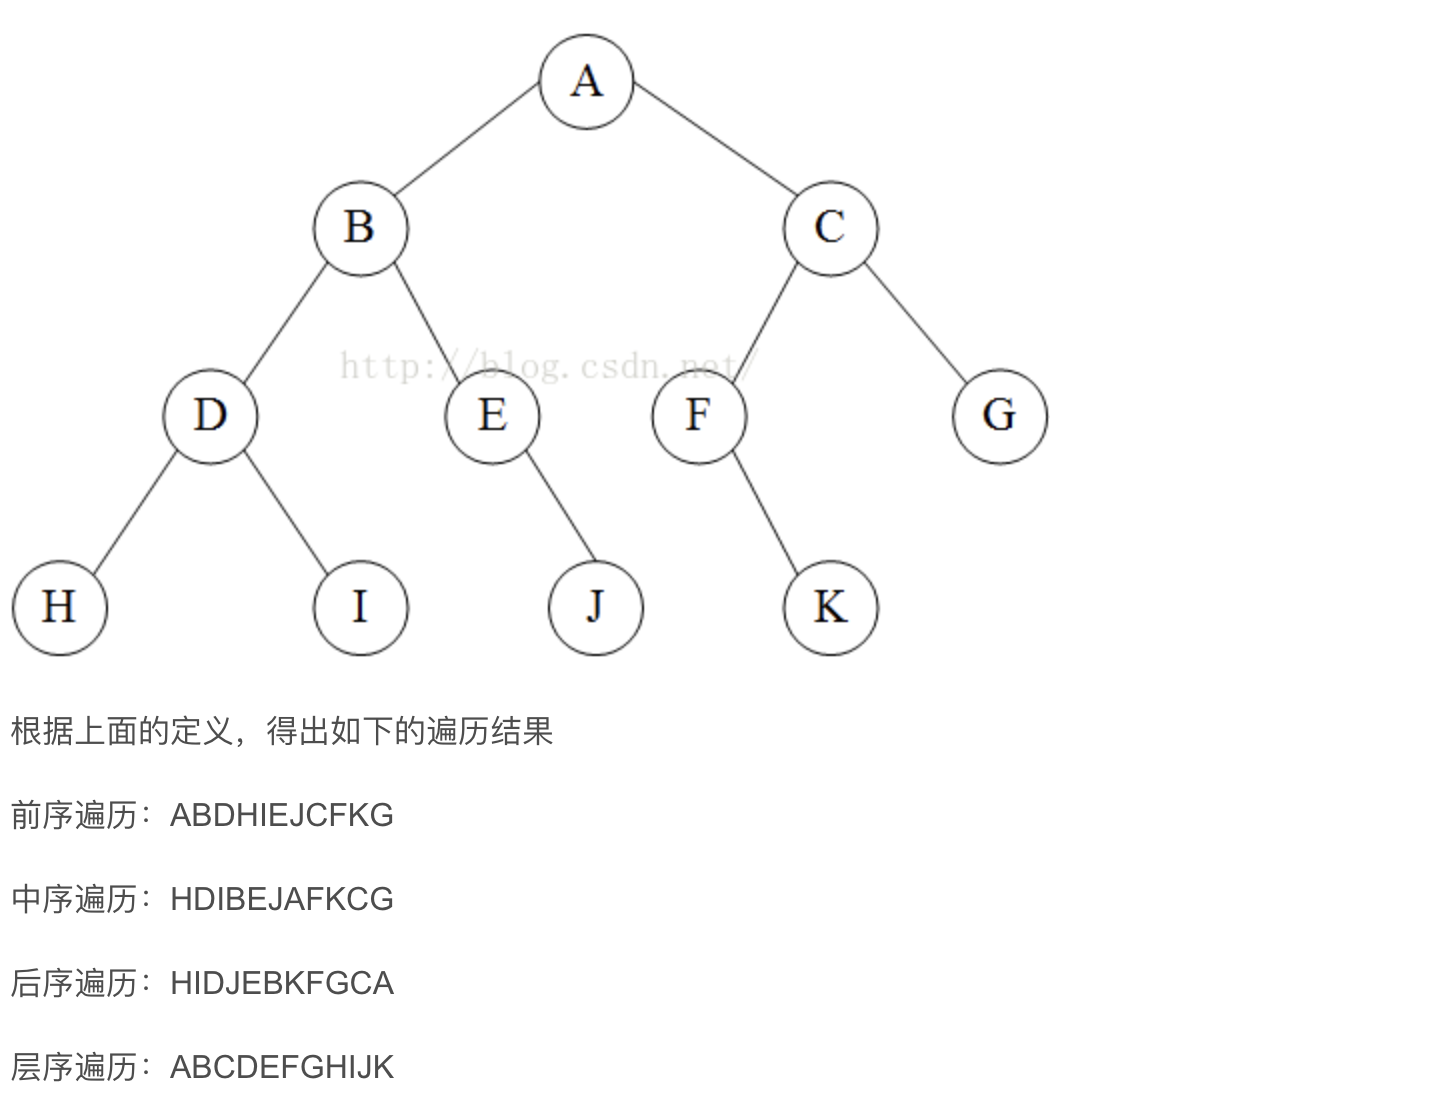 A
B
C
http://blog.csdn.net/
D
E
F
G
H
I
J
K
根据上面的定义，得出如下的遍历结果
前序遍历：ABDHIEJCFKG
中序遍历：HDIBEJAFKCG
后序遍历：HIDJEBKFGCA
层序遍历：ABCDEFGHIJK